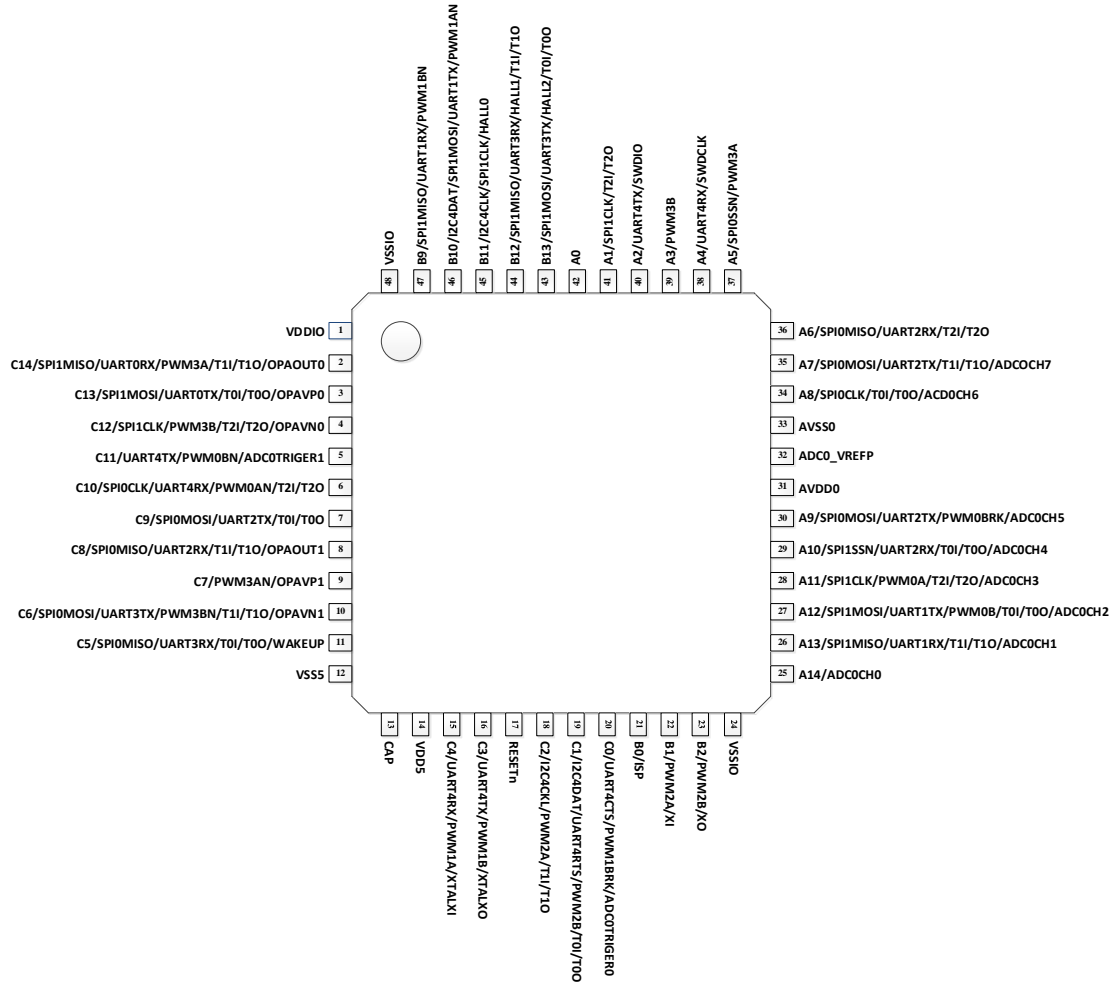 VSSIO
B9/SPI1MISO/UART1RX/PWM1BN
B10/I2C4DAT/SPI1MOSI/UART1TX/PWM1AN
B11/I2C4CLK/SPI1CLK/HALL0
B12/SPI1MISO/UART3RX/HALL1/T1I/T1O
B13/SPI1MOSI/UART3TX/HALL2/T0I/T0O
A0
A1/SPI1CLK/T2I/T2O
A2/UART4TX/SWDIO
A3/PWM3B
A4/UART4RX/SWDCLK
A5/SPI0SSN/PWM3A
48
47
46
45
44
43
42
41
40
39
38
37
VDDIO 1
C14/SPI1MISO/UART0RX/PWM3A/T1I/T1O/OPAOUT0 2
C13/SPI1MOSI/UART0TX/T0I/T0O/OPAVP0 3
C12/SPI1CLK/PWM3B/T2I/T2O/OPAVN0 4
C11/UART4TX/PWM0BN/ADC0TRIGER1 5
C10/SPI0CLK/UART4RX/PWM0AN/T2I/T2O 6
C9/SPI0MOSI/UART2TX/T0I/T0O 7
C8/SPI0MISO/UART2RX/T1I/T1O/OPAOUT1 8
C7/PWM3AN/OPAVP1 9
C6/SPI0MOSI/UART3TX/PWM3BN/T1I/T1O/OPAVN1 10
C5/SPI0MISO/UART3RX/T0I/T0O/WAKEUP 11
VSS5 12
36 A6/SPI0MISO/UART2RX/T2I/T2O
35 A7/SPI0MOSI/UART2TX/T1I/T1O/ADCOCH7
34 A8/SPI0CLK/T0I/T0O/ACD0CH6
33 AVSS0
32 ADC0_VREFP
31 AVDD0
30 A9/SPI0MOSI/UART2TX/PWM0BRK/ADC0CH5
29 A10/SPI1SSN/UART2RX/T0I/T0O/ADC0CH4
28 A11/SPI1CLK/PWM0A/T2I/T2O/ADC0CH3
27 A12/SPI1MOSI/UART1TX/PWM0B/T0I/T0O/ADC0CH2
26 A13/SPI1MISO/UART1RX/T1I/T1O/ADC0CH1
25 A14/ADC0CH0
13
14
15
16
17
18
19
20
21
22
23
24
CAP
VDD5
C4/UART4RX/PWM1A/XTALXI
C3/UART4TX/PWM1B/XTALXO
RESETn
C2/I2C4CKL/PWM2A/T1I/T1O
C1/I2C4DAT/UART4RTS/PWM2B/T0I/T0O
C0/UART4CTS/PWM1BRK/ADC0TRIGER0
B0/ISP
B1/PWM2A/XI
B2/PWM2B/XO
VSSIO